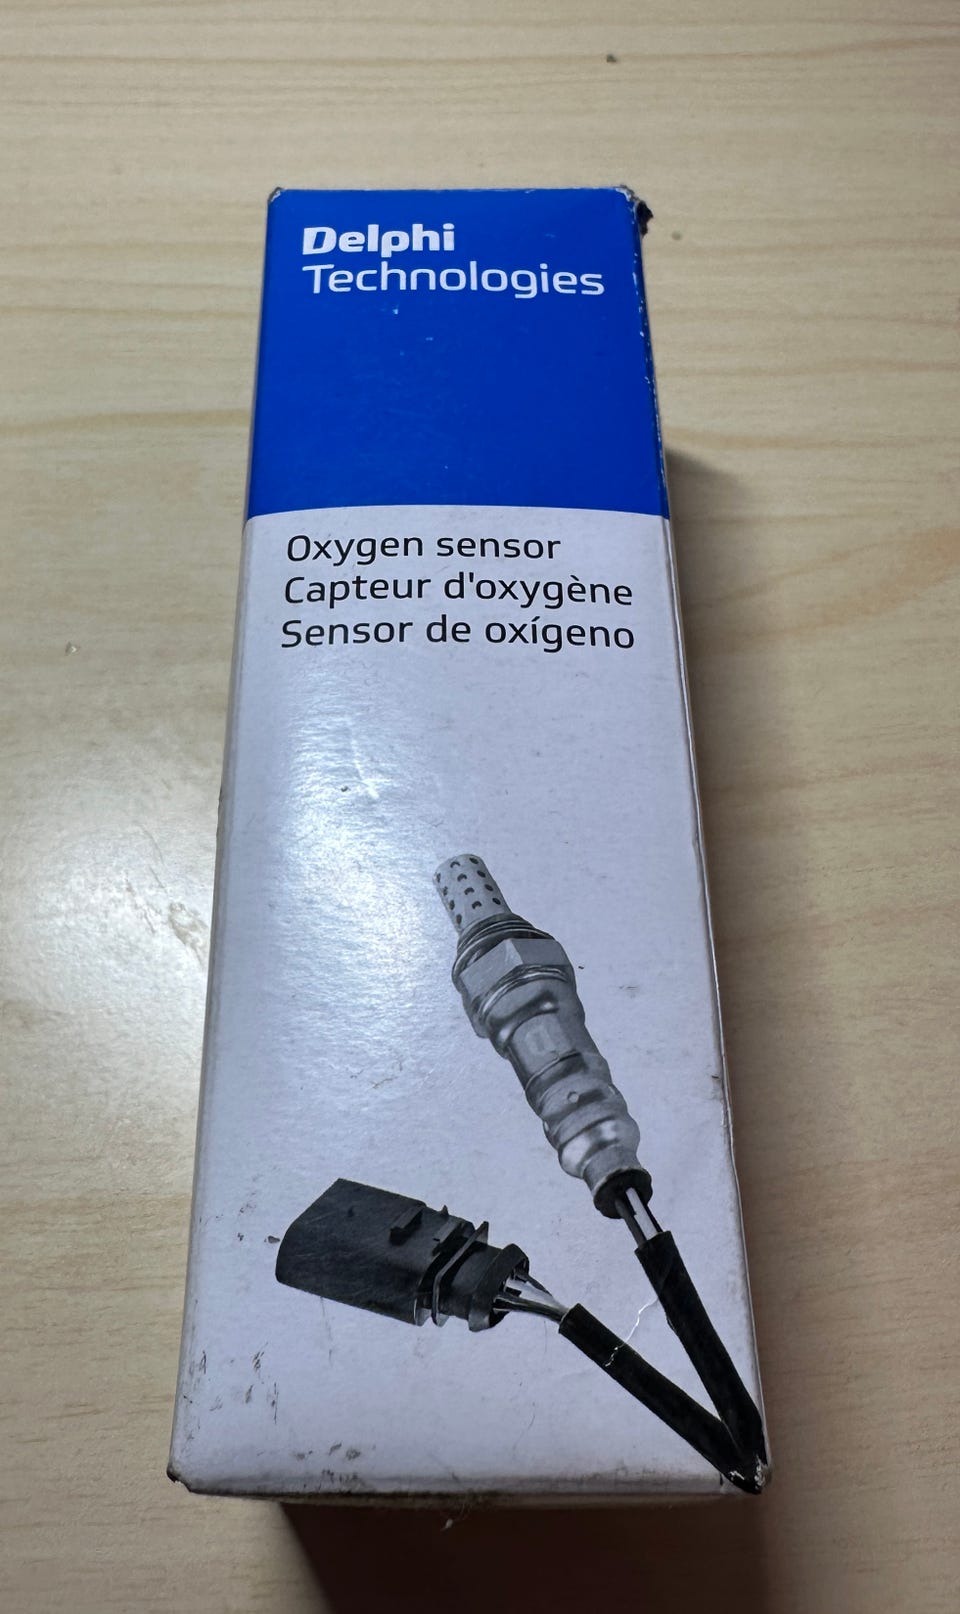 Delphi
Technologies
Oxygen sensor
Capteur d'oxygène
Sensor de oxígeno